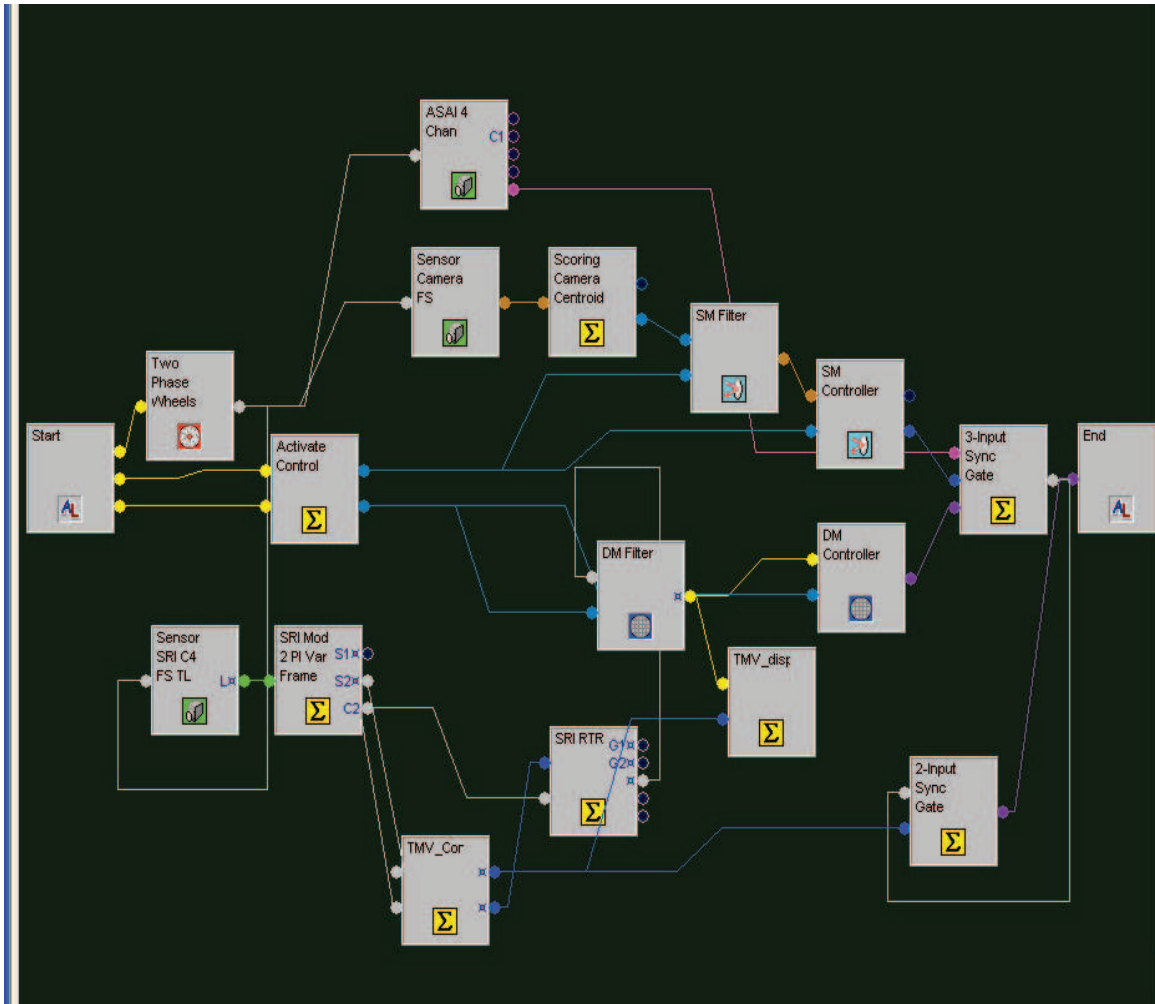 ASAI 4
Chan
C1
Sensor
Camera
FS
Scoring
Camera
Centroid
SM Filter
Two
Phase
Wheels
SM
Controller
Start
Activate
Control
3-Input
Sync
Gate
End
DM Filter
DM
Controller
Sensor
SRI C4
FS TL
L
SRI Mod
2 PI Var
Frame
S1
S2
C2
TMV_disp
SRI RTR
G1
G2
2-Input
Sync
Gate
TMV_Cor
AL
AL
Σ
Σ
Σ
Σ
Σ
Σ
Σ
Σ